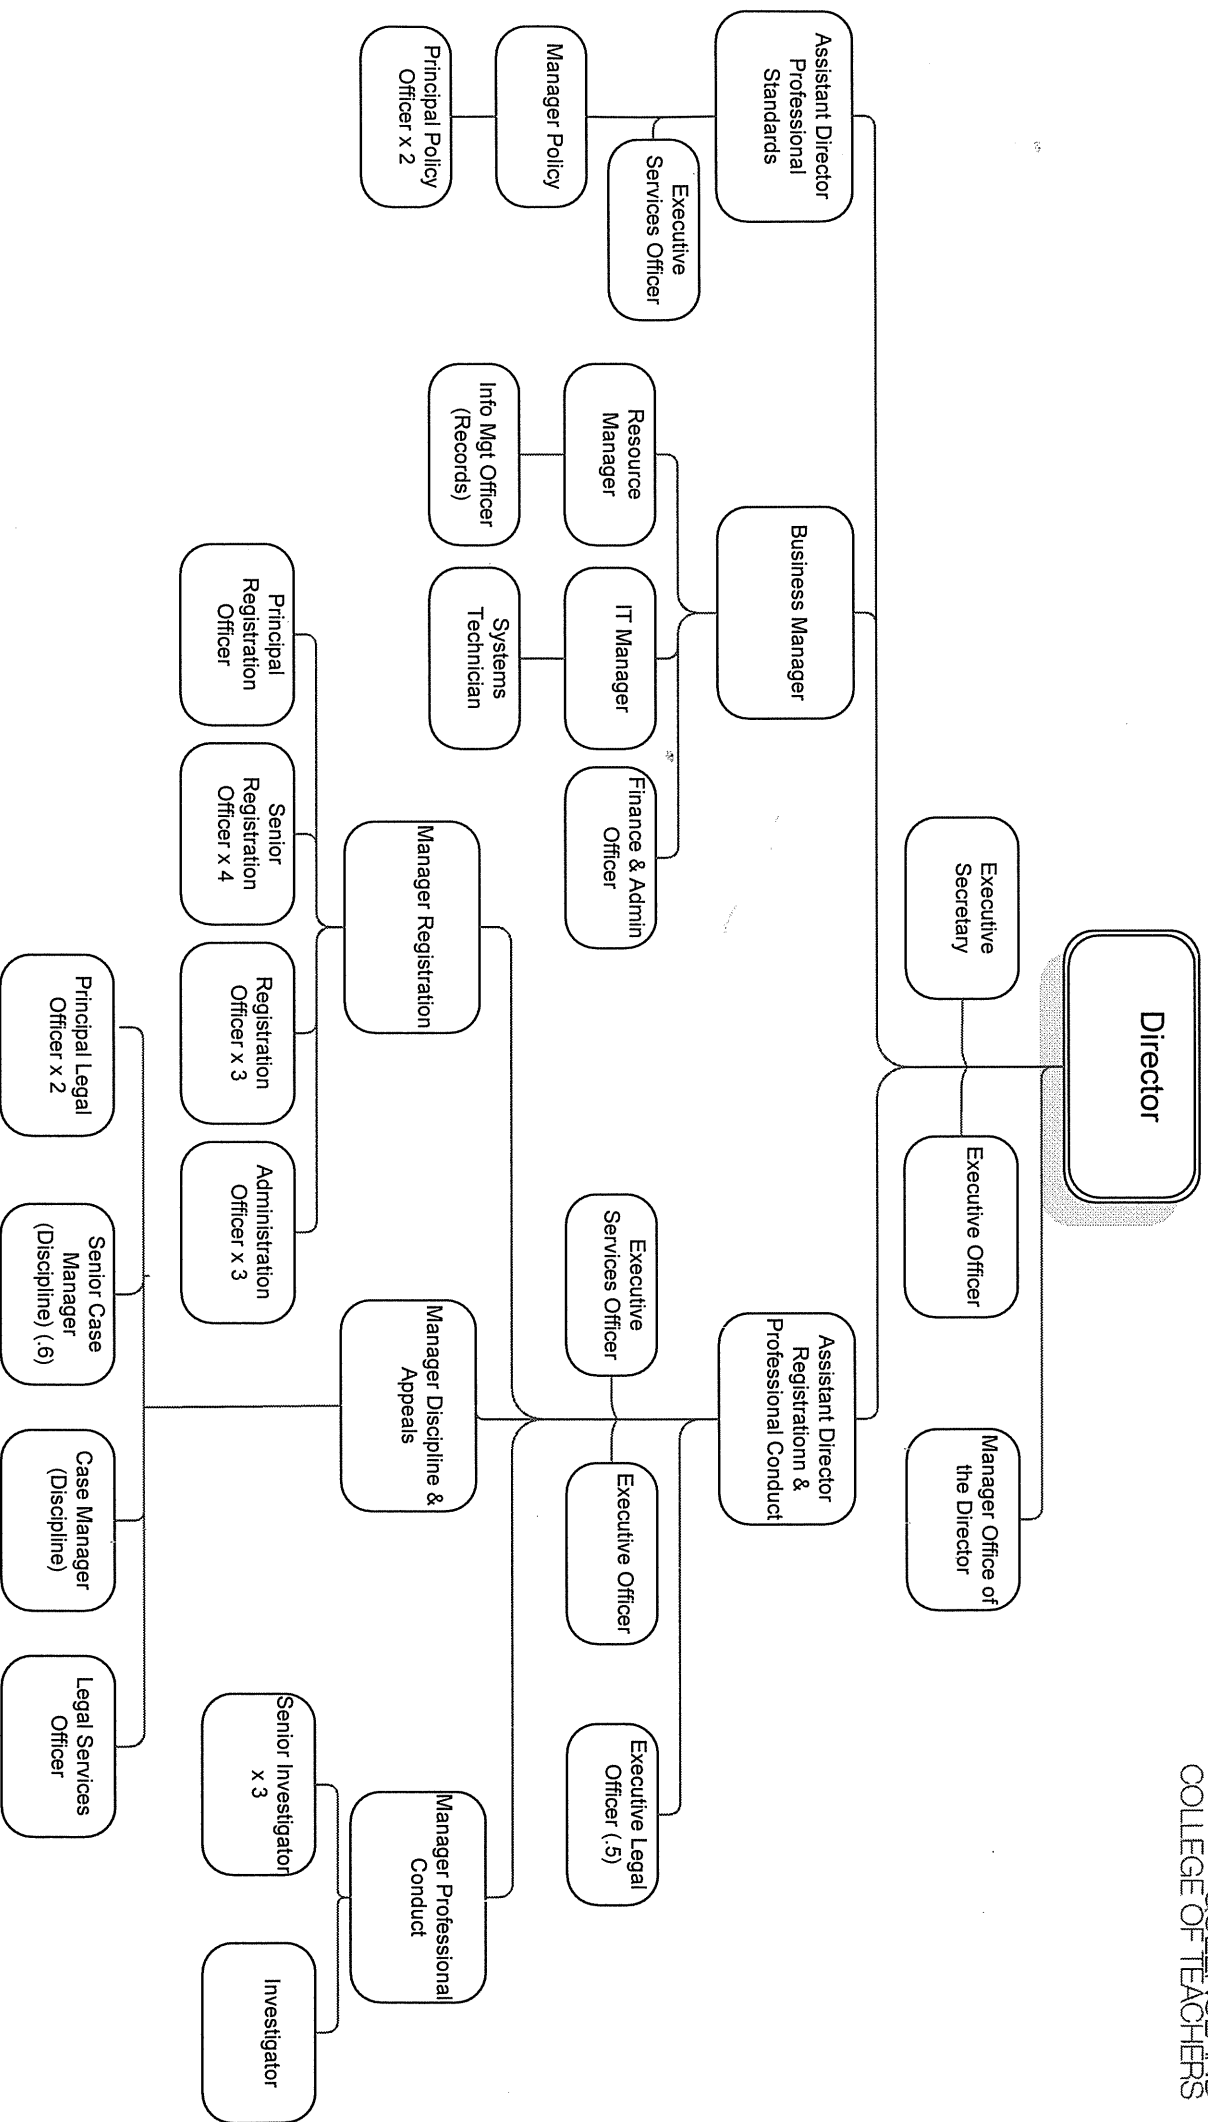 COLLEGE OF TEACHERS
Director
Executive
Secretary
Executive Officer
Manager Office of
the Director
Assistant Director
Professional
Standards
Business Manager
Assistant Director
Registrationn &
Professional Conduct
Executive
Services Officer
Manager Policy
Principal Policy
Officer x 2
Resource
Manager
IT Manager
Finance & Admin
Officer
Info Mgt Officer
(Records)
Systems
Technician
Executive
Services Officer
Executive Officer
Executive Legal
Officer (.5)
Manager Registration
Manager Discipline &
Appeals
Manager Professional
Conduct
Principal
Registration
Officer
Senior
Registration
Officer x 4
Registration
Officer x 3
Administration
Officer x 3
Senior Investigator
x 3
Investigator
Principal Legal
Officer x 2
Senior Case
Manager
(Discipline) (.6)
Case Manager
(Discipline)
Legal Services
Officer